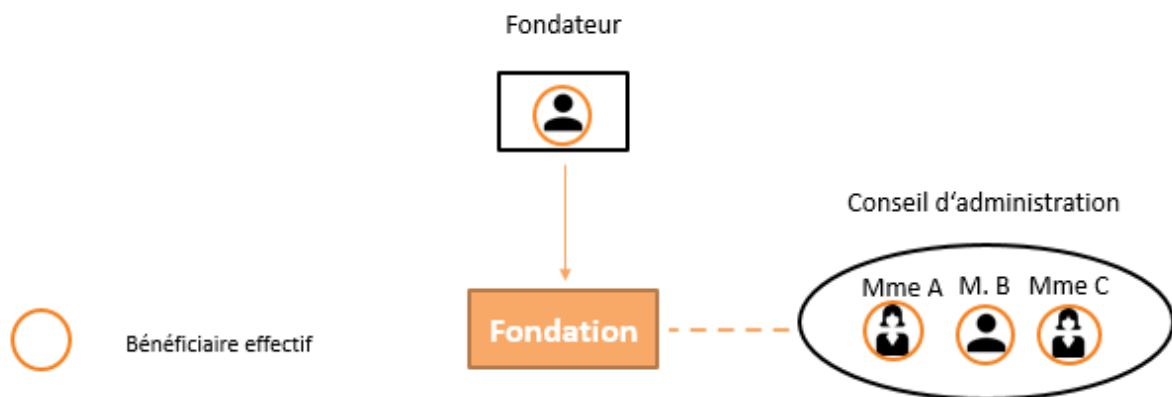 Fondateur
Conseil d‘administration
Mme A M. B Mme C
Fondation
Bénéficiaire effectif